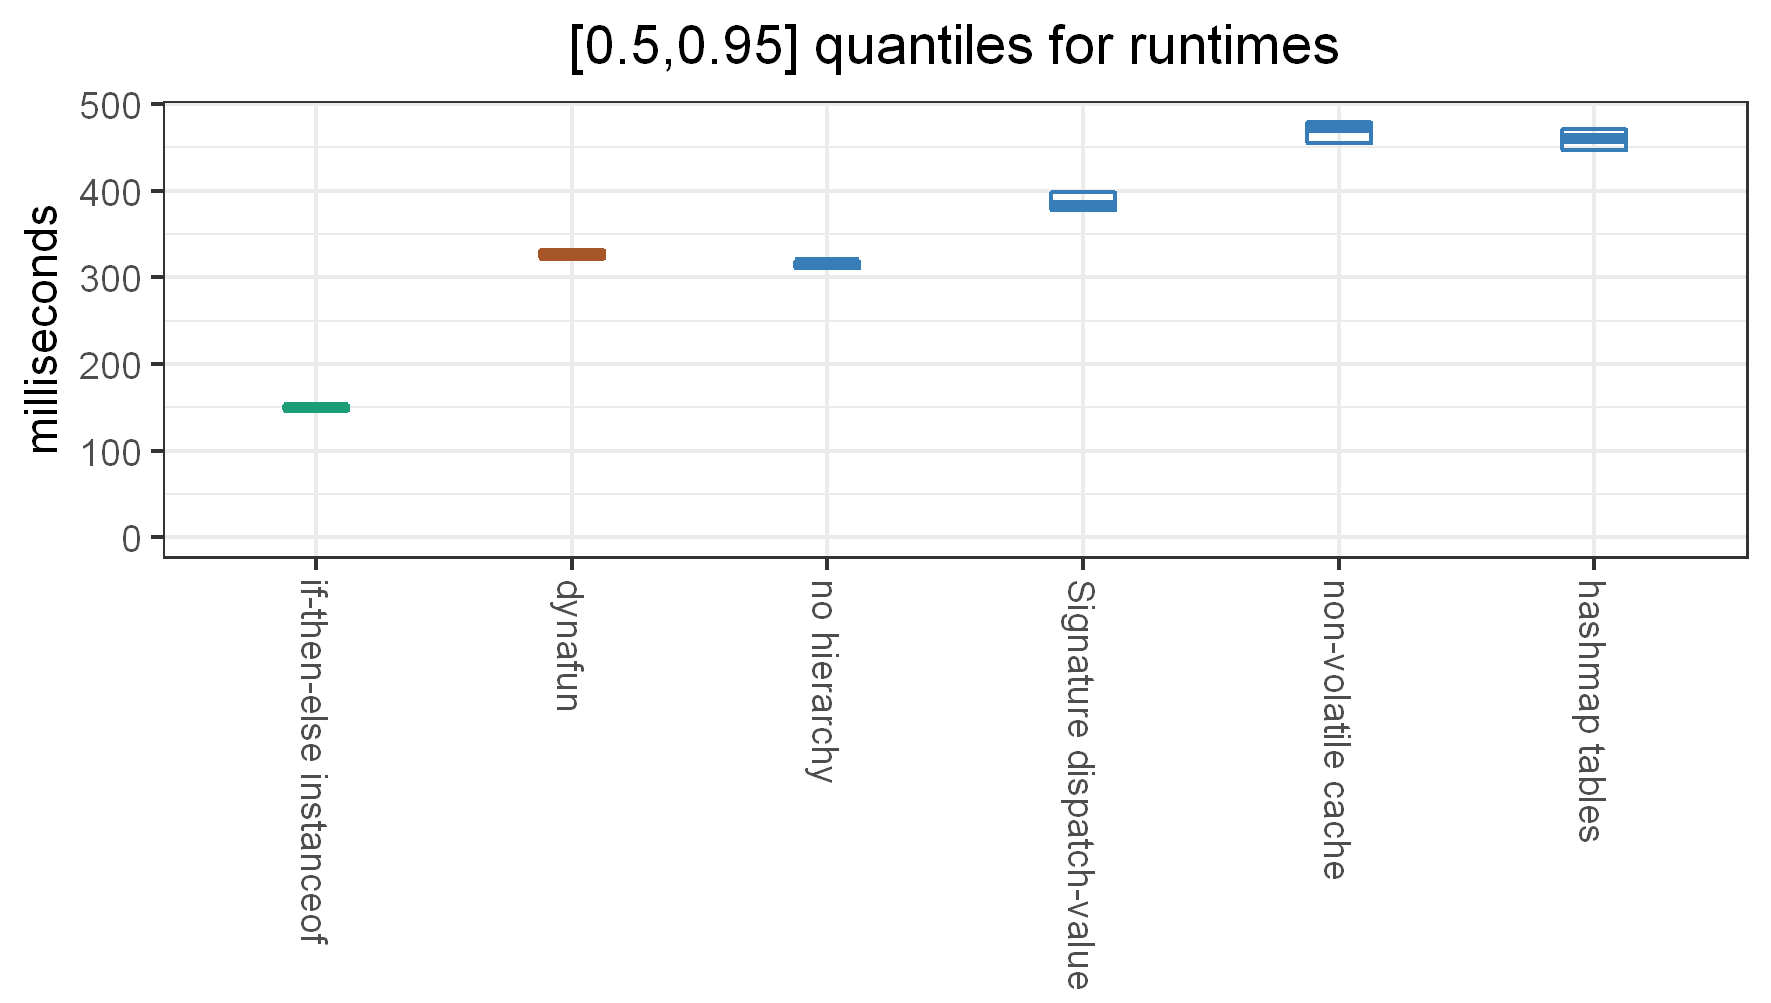 [0.5,0.95] quantiles for runtimes
milliseconds
500
400
300
200
100
0
if-then-else instanceof
dynafun
no hierarchy
Signature dispatch-value
non-volatile cache
hashmap tables